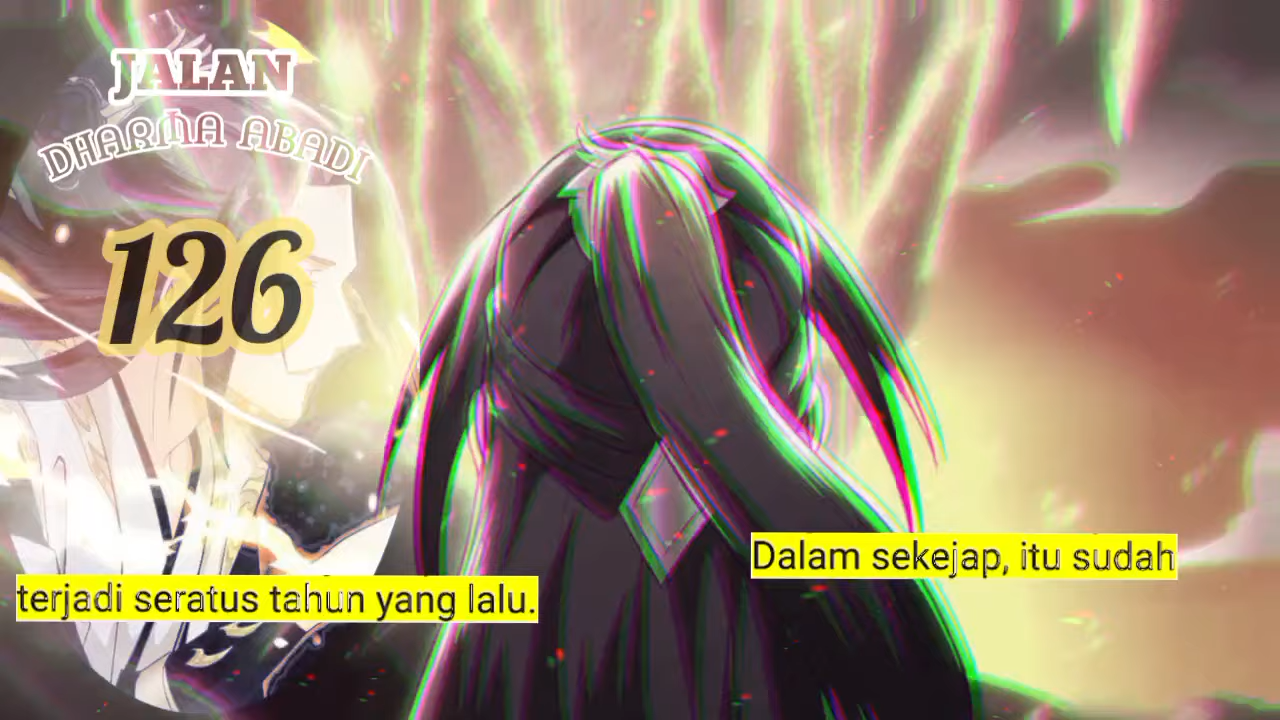 JALAN
DHARMA ABADI
126
Dalam sekejap, itu sudah
terjadi seratus tahun yang lalu.